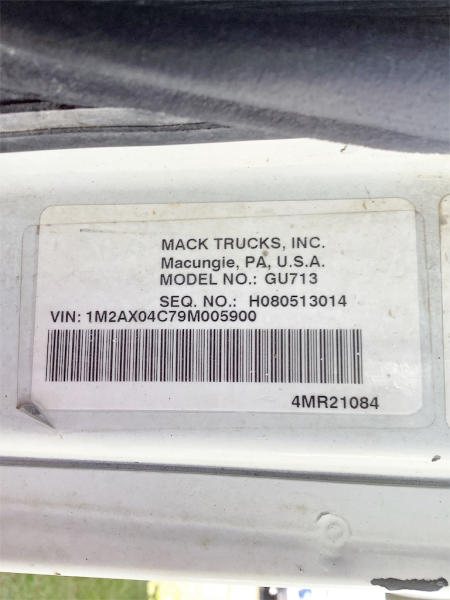 MACK TRUCKS, INC.
Macungie, PA, U.S.A.
MODEL NO.: GU713
SEQ. NO.: H080513014
VIN: 1M2AX04C79M005900
4MR21084